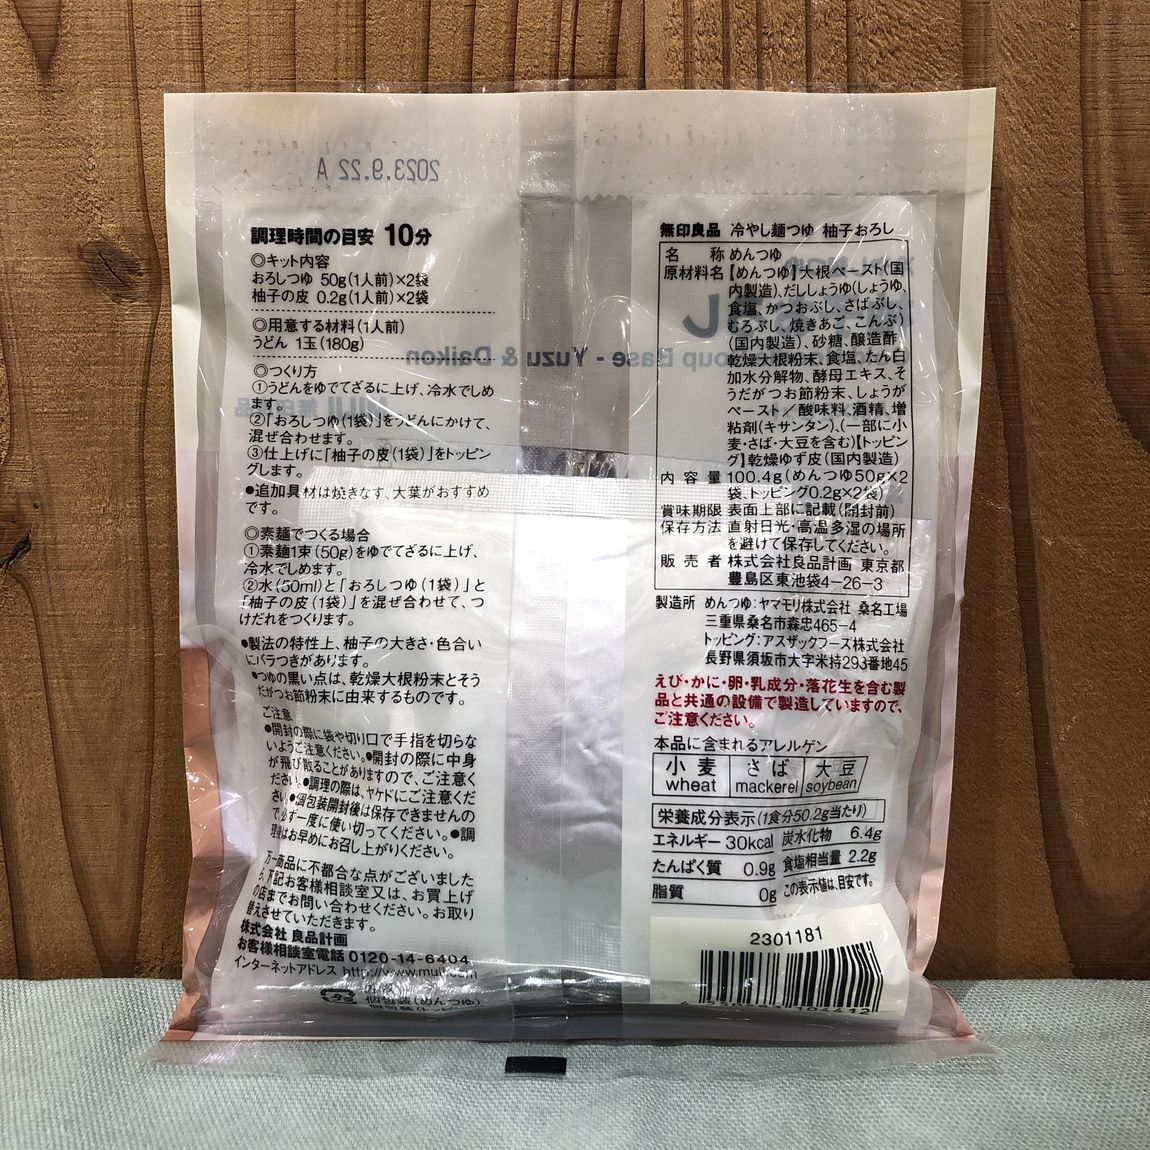 2023.9.22 A
調理時間の目安 10分
◎キット内容
おろしつゆ 50g(1人前)×2袋
柚子の皮 0.2g(1人前)×2袋
◎用意する材料(1人前)
うどん 1玉(180g)
◎つくり方
①うどんをゆでてざるに上げ、冷水でしめ
ます。
②「おろしつゆ(1袋)」をうどんにかけて、
混ぜ合わせます。
③仕上げに「柚子の皮(1袋)」をトッピン
グします。
●追加具材は焼きなす、大葉がおすすめ
です。
◎素麺でつくる場合
①素麺1束(50g)をゆでてざるに上げ、
冷水でしめます。
②水(50ml)と「おろしつゆ(1袋)」と
「柚子の皮(1袋)」を混ぜ合わせて、つ
けだれをつくります。
●製法の特性上、柚子の大きさ・色合い
にバラつきがあります。
●つゆの黒い点は、乾燥大根粉末とそう
だがつお節粉末に由来するものです。
ご注意
●開封の際に袋や切り口で手指を切らな
いようご注意ください。●開封の際に中身
が飛び散ることがありますので、ご注意く
ださい。●調理の際は、ヤケドにご注意くだ
さい。●個包装開封後は保存できませんの
で必ず一度に使い切ってください。●調
理後はお早めにお召し上がりください。
万一商品に不都合な点がございました
ら、下記お客様相談室又は、お買上げ
の店までお問い合わせください。お取り
替えさせていただきます。
株式会社 良品計画
お客様相談室電話 0120-14-6404
インターネットアドレス http://www.muji.com
個包装(めんつゆ)
Soup Base - Yuzu & Daikon
無印良品 冷やし麺つゆ 柚子おろし
名称 めんつゆ
原材料名 【めんつゆ】大根ペースト(国
内製造)、だししょうゆ(しょうゆ、
食塩、かつおぶし、さばぶし、
むろぶし、焼きあご、こんぶ)
(国内製造)、砂糖、醸造酢、
乾燥大根粉末、食塩、たん白
加水分解物、酵母エキス、そ
うだがつお節粉末、しょうが
ペースト/酸味料、酒精、増
粘剤(キサンタン)、(一部に小
麦・さば・大豆を含む)【トッピン
グ】乾燥ゆず皮(国内製造)
内容量 100.4g(めんつゆ50g×2
袋、トッピング0.2g×2袋)
賞味期限 表面上部に記載(開封前)
保存方法 直射日光・高温多湿の場所
を避けて保存してください。
販売者 株式会社良品計画 東京都
豊島区東池袋4-26-3
製造所 めんつゆ:ヤマモリ株式会社 桑名工場
三重県桑名市森忠465-4
トッピング:アスザックフーズ株式会社
長野県須坂市大字米持293番地45
えび・かに・卵・乳成分・落花生を含む製
品と共通の設備で製造していますので、
ご注意ください。
本品に含まれるアレルゲン
小麦 さば 大豆
wheat mackerel soybean
栄養成分表示(1食分50.2g当たり)
エネルギー 30kcal 炭水化物 6.4g
たんぱく質 0.9g 食塩相当量 2.2g
脂質 0g この表示値は、目安です。
2301181